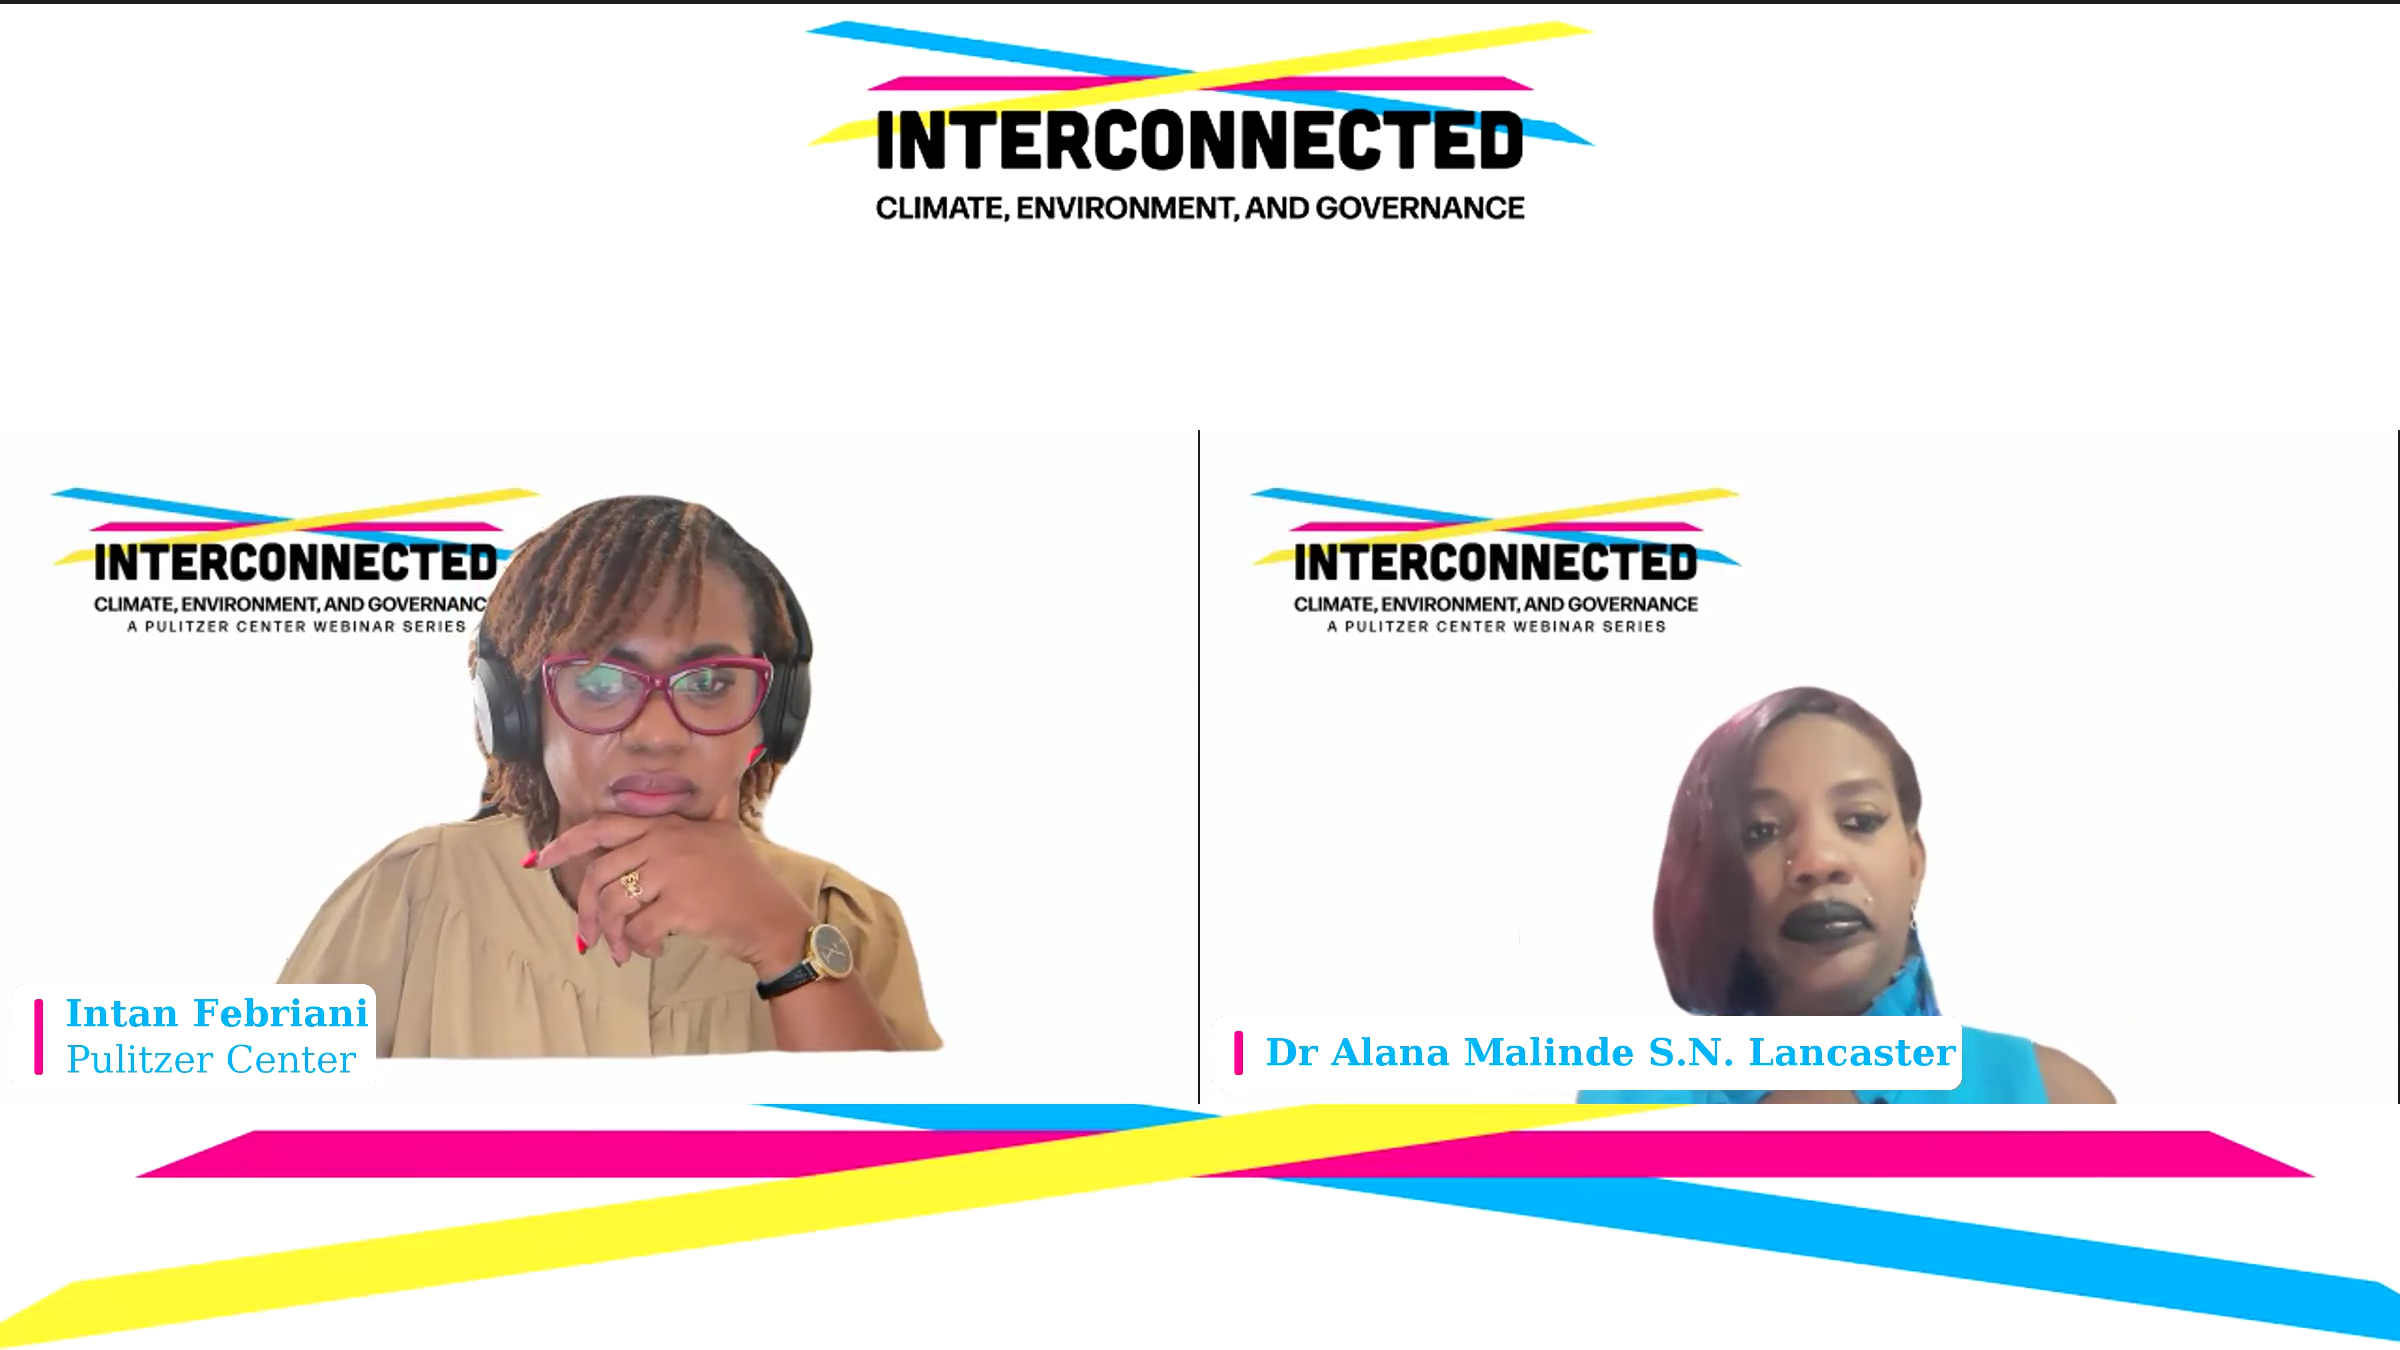 INTERCONNECTED
CLIMATE, ENVIRONMENT, AND GOVERNANCE
INTERCONNECTED
CLIMATE, ENVIRONMENT, AND GOVERNANC
A PULITZER CENTER WEBINAR SERIES
Intan Febriani
Pulitzer Center
INTERCONNECTED
CLIMATE, ENVIRONMENT, AND GOVERNANCE
A PULITZER CENTER WEBINAR SERIES
Dr Alana Malinde S.N. Lancaster